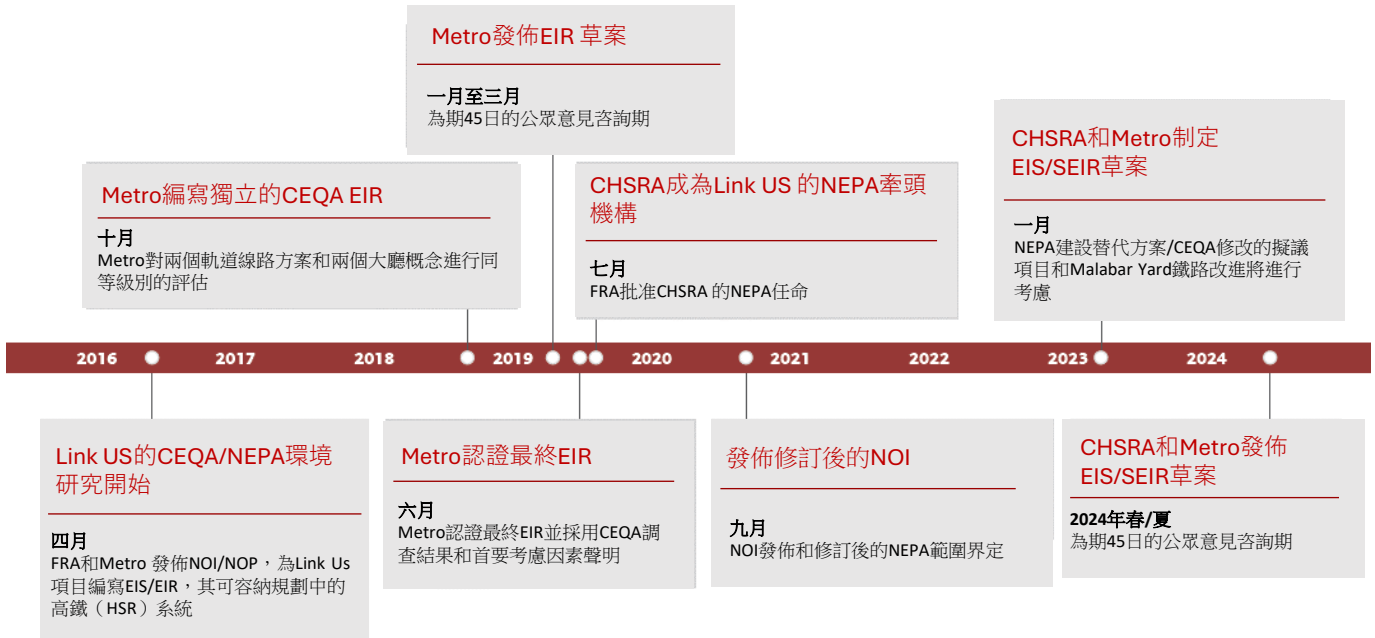 Metro發佈EIR 草案
一月至三月
為期45日的公眾意見咨詢期
CHSRA和Metro制定
EIS/SEIR草案
一月
NEPA建設替代方案/CEQA修改的擬議
項目和Malabar Yard鐵路改進將進行
考慮
Metro編寫獨立的CEQA EIR
十月
Metro對兩個軌道線路方案和兩個大廳概念進行同
等級別的評估
CHSRA成為Link US 的NEPA牽頭
機構
七月
FRA批准CHSRA 的NEPA任命
2016 2017 2018 2019 2020 2021 2022 2023 2024
Link US的CEQA/NEPA環境
研究開始
四月
FRA和Metro 發佈NOI/NOP，為Link Us
項目編寫EIS/EIR，其可容納規劃中的
高鐵（HSR）系統
Metro認證最終EIR
六月
Metro認證最終EIR並採用CEQA調
查結果和首要考慮因素聲明
發佈修訂後的NOI
九月
NOI發佈和修訂後的NEPA範圍界定
CHSRA和Metro發佈
EIS/SEIR草案
2024年春/夏
為期45日的公眾意見咨詢期